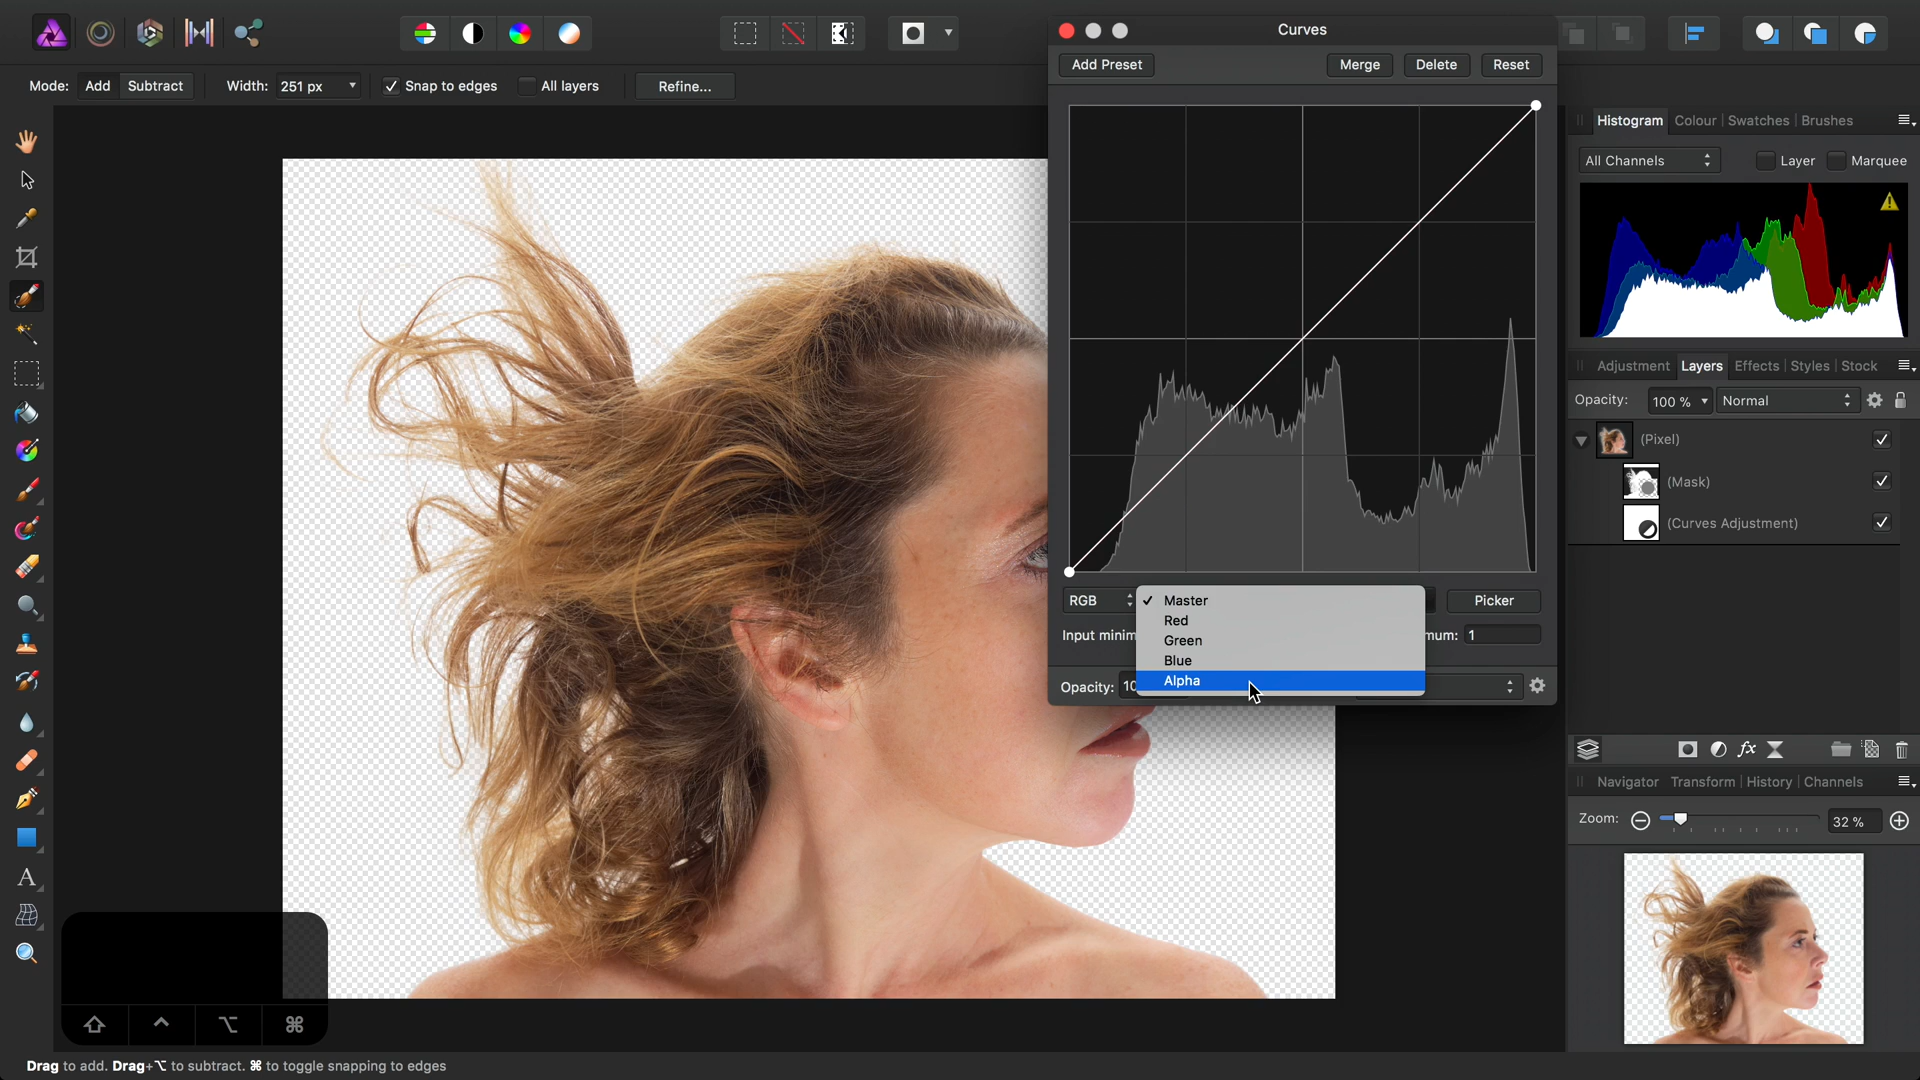 Curves
Add Preset Merge Delete Reset
Mode: Add Subtract Width: 251 px Snap to edges All layers Refine...
Histogram Colour Swatches Brushes
All Channels Layer Marquee
Adjustment Layers Effects Styles Stock
Opacity: 100 % Normal
(Pixel)
(Mask)
(Curves Adjustment)
RGB Master Picker
Red
Green
Input minim mum: 1
Blue
Alpha
Opacity: 10
fx
Navigator Transform History Channels
Zoom: 32 %
A
Drag to add. Drag+⌥ to subtract. ⌘ to toggle snapping to edges